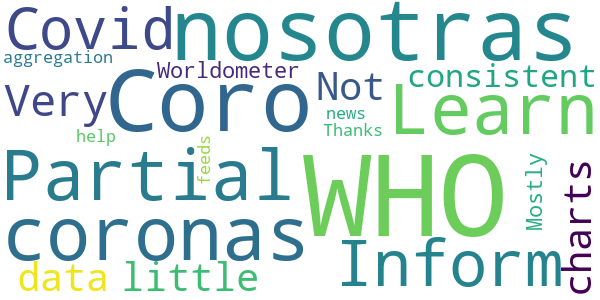 Covid
nosotras
aggregation
Worldometer
Very
Coro
Not
consistent
news
Thanks
Learn
help
feeds
Partial
WHO
Mostly
charts
coronas
Inform
data
little